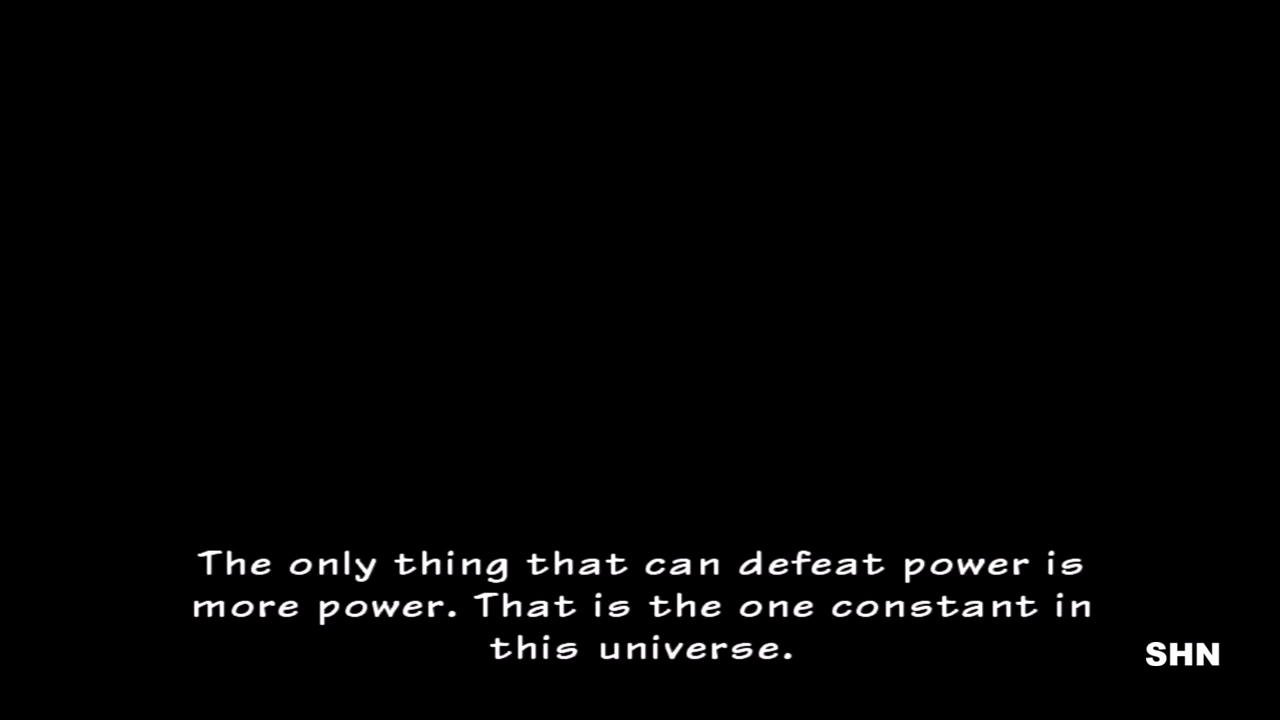 The only thing that can defeat power is
more power. That is the one constant in
this universe.
SHN